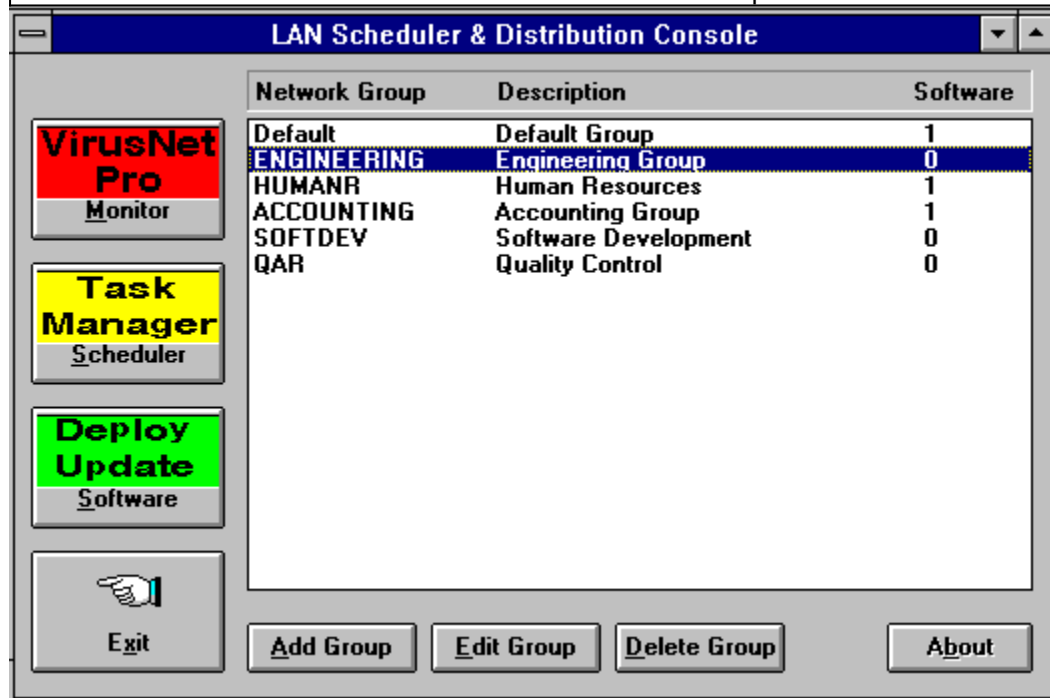 LAN Scheduler & Distribution Console
Network Group Description Software
Default Default Group 1
ENGINEERING Engineering Group 0
HUMANR Human Resources 1
ACCOUNTING Accounting Group 1
SOFTDEV Software Development 0
QAR Quality Control 0
VirusNet
Pro
Monitor
Task
Manager
Scheduler
Deploy
Update
Software
Exit
Add Group Edit Group Delete Group About